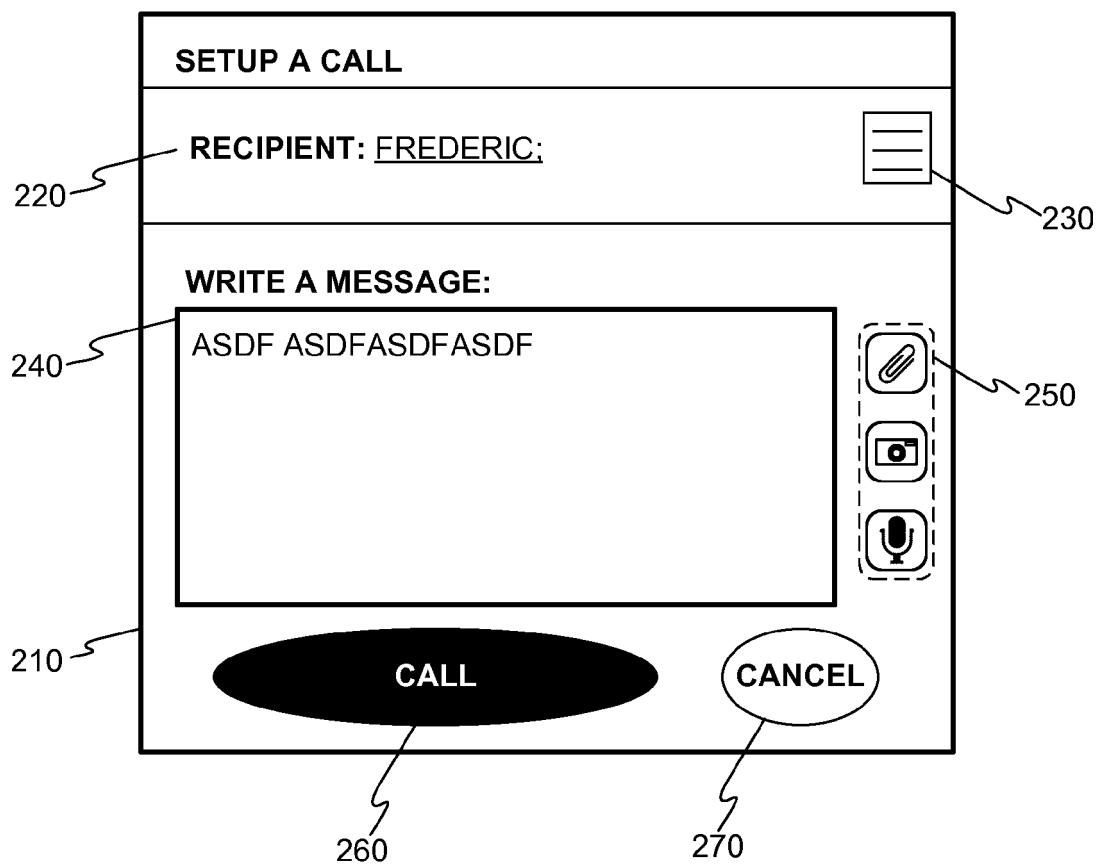 SETUP A CALL
RECIPIENT: FREDERIC;
220
230
WRITE A MESSAGE:
ASDF ASDFASDFASDF
240
250
210
CALL
CANCEL
260
270